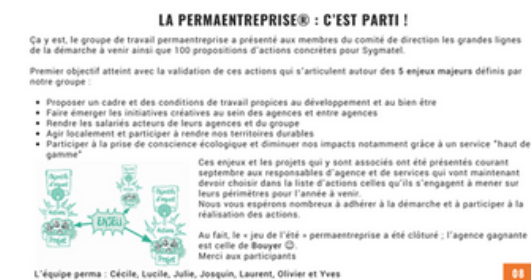 LA PERMAENTREPRISE® : C'EST PARTI !
Ça y est, le groupe de travail permaentreprise a présenté aux membres du comité de direction les grandes lignes
de la démarche à venir ainsi que 100 propositions d'actions concrètes pour Sygmatel.
Premier objectif atteint avec la validation de ces actions qui s'articulent autour des 5 enjeux majeurs définis par
notre groupe :
• Proposer un cadre et des conditions de travail propices au développement et au bien être
• Faire émerger les initiatives créatives au sein des agences et entre agences
• Rendre les salariés acteurs de leurs agences et du groupe
• Agir localement et participer à rendre nos territoires durables
• Participer à la prise de conscience écologique et diminuer nos impacts notamment grâce à un service "haut de
gamme"
Ces enjeux et les projets qui y sont associés ont été présentés courant
septembre aux responsables d'agence et de services qui vont maintenant
devoir choisir dans la liste d'actions celles qu'ils s'engagent à mener sur
leurs périmètres pour l'année à venir.
Nous vous espérons nombreux à adhérer à la démarche et à participer à la
réalisation des actions.
Au fait, le « jeu de l'été » permaentreprise a été clôturé ; l'agence gagnante
est celle de Bouyer ☺.
Merci aux participants
ENJEU
Projet
Projet
L'équipe perma : Cécile, Lucile, Julie, Josquin, Laurent, Olivier et Yves
08